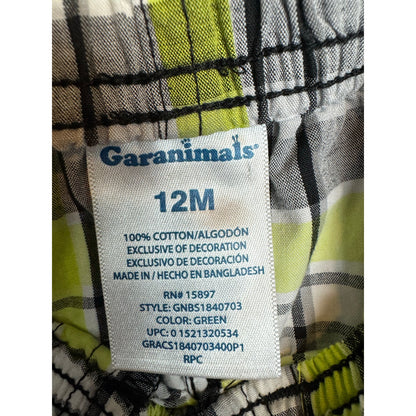 Garanimals
12M
100% COTTON/ALGODÓN
EXCLUSIVE OF DECORATION
EXCLUSIVO DE DECORACIÓN
MADE IN / HECHO EN BANGLADESH
RN# 15897
STYLE: GNBS1840703
COLOR: GREEN
UPC: 0 1521320534
GRACS1840703400P1
RPC